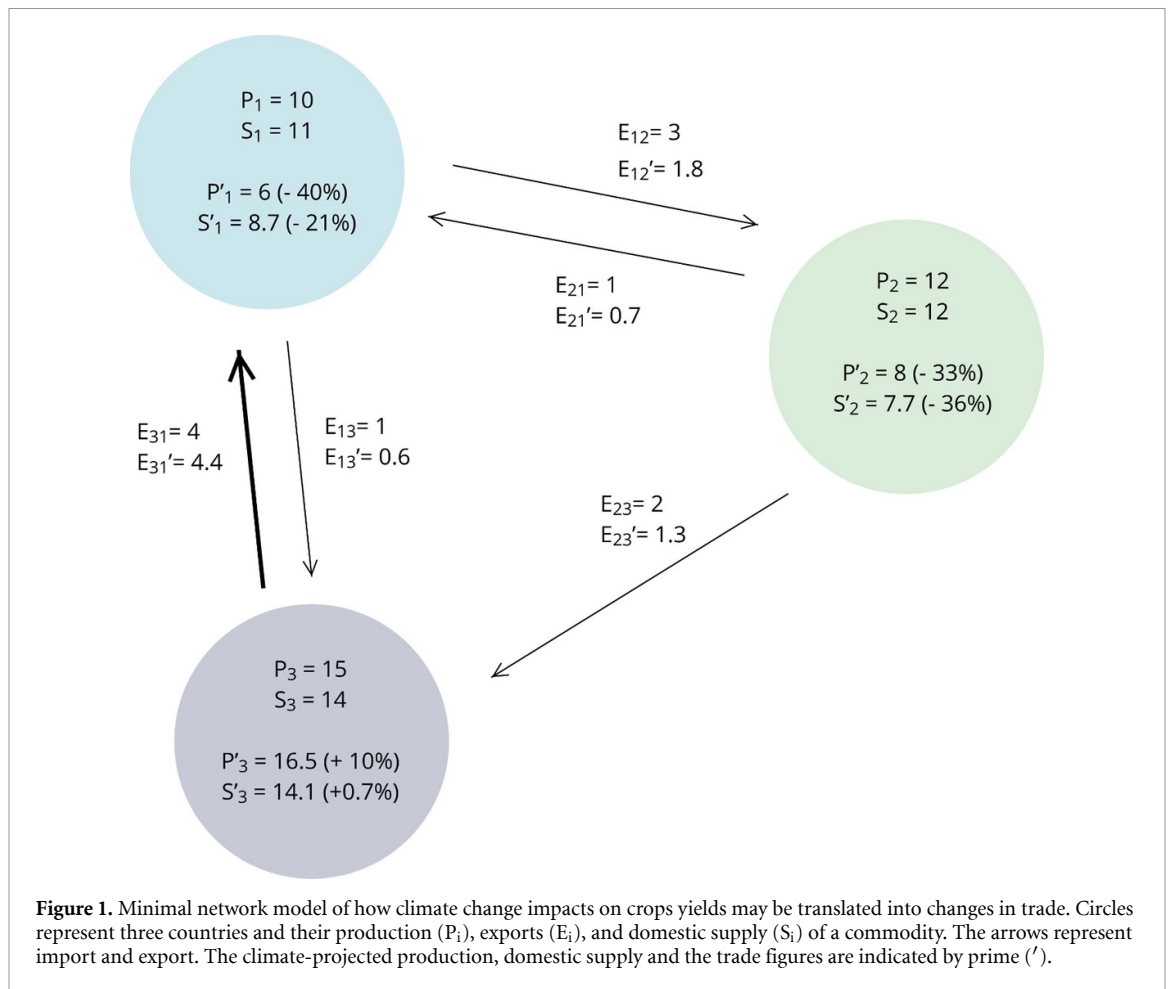 P₁ = 10
S₁ = 11
P'₁ = 6 (- 40%)
S'₁ = 8.7 (- 21%)
E₁₂= 3
E₁₂'= 1.8
E₂₁= 1
E₂₁'= 0.7
P₂ = 12
S₂ = 12
P'₂ = 8 (- 33%)
S'₂ = 7.7 (- 36%)
E₃₁= 4
E₃₁'= 4.4
E₁₃= 1
E₁₃'= 0.6
E₂₃= 2
E₂₃'= 1.3
P₃ = 15
S₃ = 14
P'₃ = 16.5 (+ 10%)
S'₃ = 14.1 (+0.7%)
Figure 1. Minimal network model of how climate change impacts on crops yields may be translated into changes in trade. Circles
represent three countries and their production (Pᵢ), exports (Eᵢ), and domestic supply (Sᵢ) of a commodity. The arrows represent
import and export. The climate-projected production, domestic supply and the trade figures are indicated by prime (′).